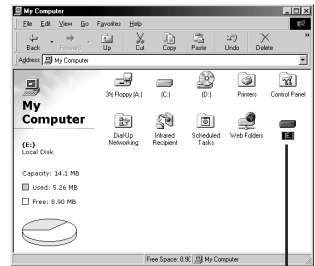 My Computer
File Edit View Go Favorites Help
Back Forward Up Cut Copy Paste Undo Delete »
Address My Computer
My Computer
(E:)
Local Disk
Capacity: 14.1 MB
Used: 5.26 MB
Free: 8.90 MB
3½ Floppy (A:) (C:) (D:) Printers Control Panel
Dial-Up Networking Infrared Recipient Scheduled Tasks Web Folders (E:)
Free Space: 8.90 My Computer